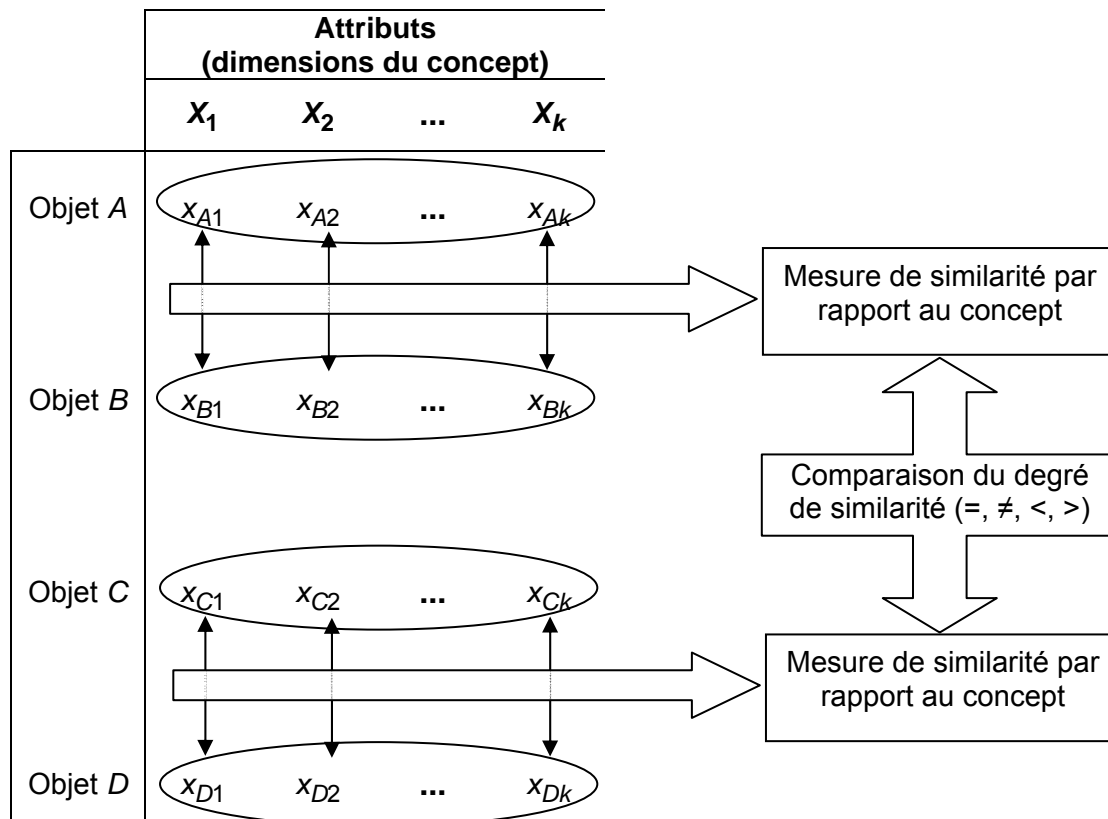 Attributs
(dimensions du concept)
X1 X2 ... Xk
Objet A xA1 xA2 ... xAk
Mesure de similarité par
rapport au concept
Objet B xB1 xB2 ... xBk
Comparaison du degré
de similarité (=, ≠, <, >)
Objet C xC1 xC2 ... xCk
Mesure de similarité par
rapport au concept
Objet D xD1 xD2 ... xDk